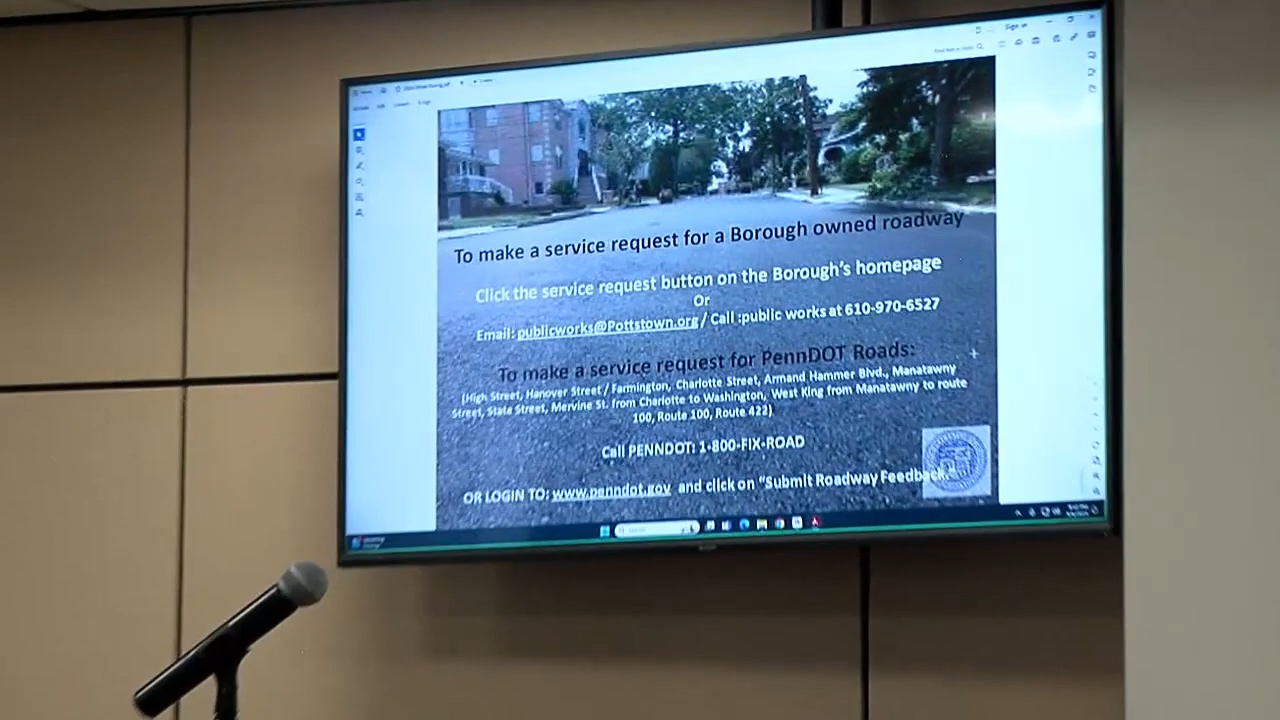 Sign in
To make a service request for a Borough owned roadway
Click the service request button on the Borough's homepage
Or
Email: publicworks@Pottstown.org / Call :public works at 610-970-6527
To make a service request for PennDOT Roads:
(High Street, Hanover Street / Farmington, Charlotte Street, Armand Hammer Blvd., Manatawny
Street, State Street, Mervine St. from Charlotte to Washington, West King from Manatawny to route
100, Route 100, Route 422)
Call PENNDOT: 1-800-FIX-ROAD
OR LOGIN TO: www.penndot.gov and click on "Submit Roadway Feedback."